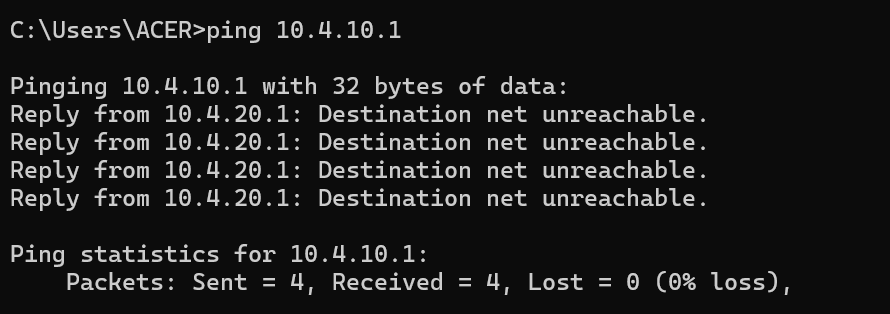 C:\Users\ACER>ping 10.4.10.1
Pinging 10.4.10.1 with 32 bytes of data:
Reply from 10.4.20.1: Destination net unreachable.
Reply from 10.4.20.1: Destination net unreachable.
Reply from 10.4.20.1: Destination net unreachable.
Reply from 10.4.20.1: Destination net unreachable.
Ping statistics for 10.4.10.1:
    Packets: Sent = 4, Received = 4, Lost = 0 (0% loss),